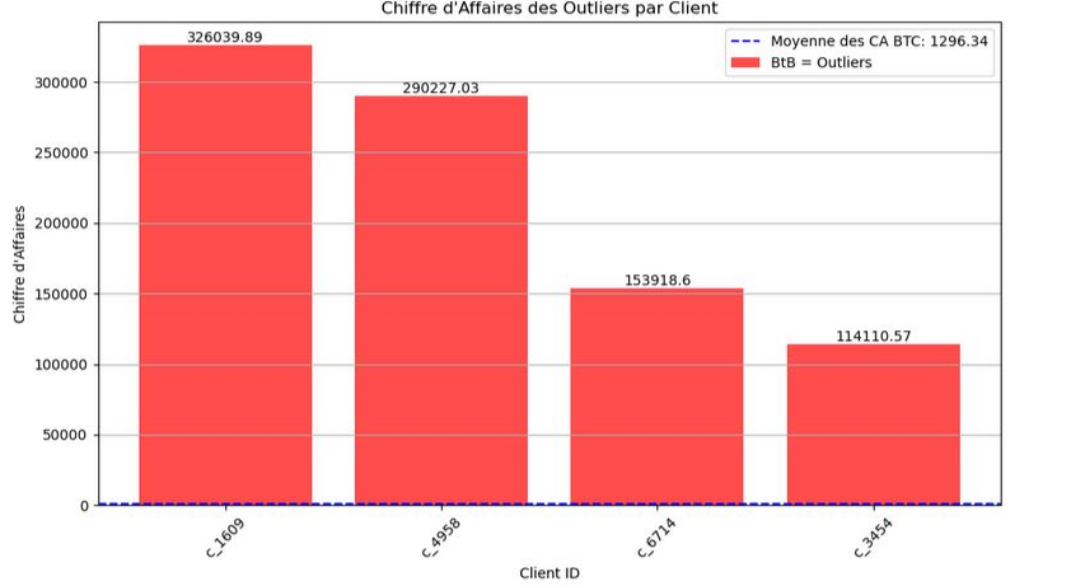 Chiffre d'Affaires des Outliers par Client
326039.89
Moyenne des CA BTC: 1296.34
BtB = Outliers
290227.03
153918.6
114110.57
300000
250000
200000
150000
100000
50000
0
Chiffre d'Affaires
c_1609
c_4958
c_6714
c_3454
Client ID